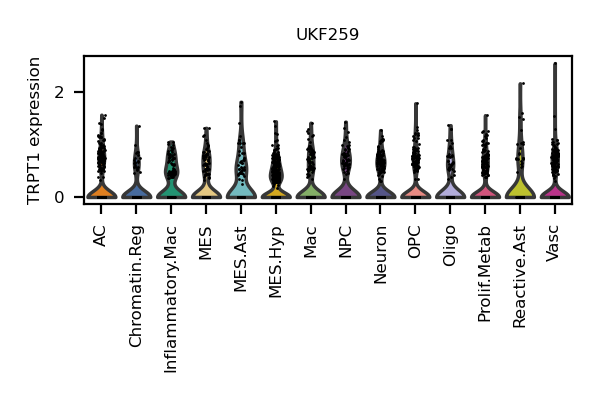 UKF259
TRPT1 expression
2
0
AC
Chromatin.Reg
Inflammatory.Mac
MES
MES.Ast
MES.Hyp
Mac
NPC
Neuron
OPC
Oligo
Prolif.Metab
Reactive.Ast
Vasc